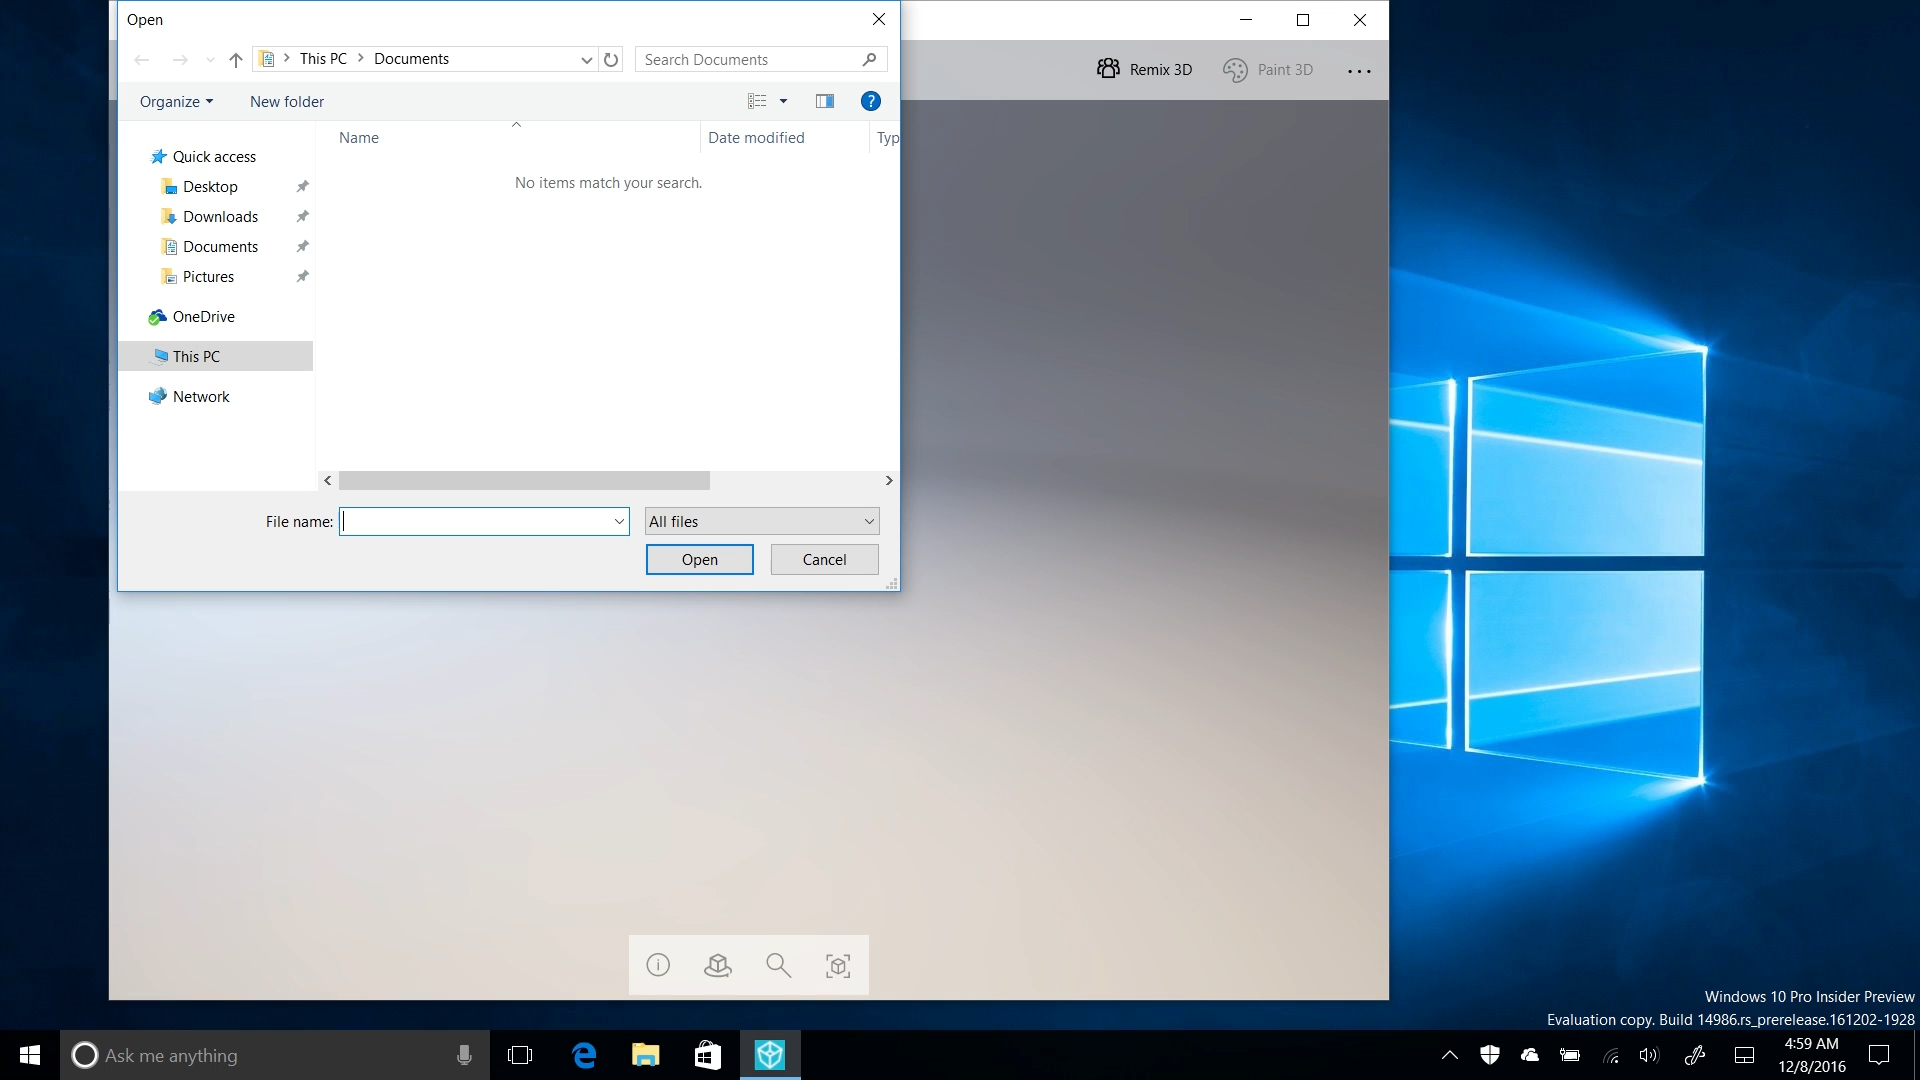 Open
This PC Documents
Search Documents
Remix 3D
Paint 3D
Organize
New folder
Name
Date modified
Typ
No items match your search.
Quick access
Desktop
Downloads
Documents
Pictures
OneDrive
This PC
Network
File name:
All files
Open
Cancel
Windows 10 Pro Insider Preview
Evaluation copy. Build 14986.rs_prerelease.161202-1928
Ask me anything
4:59 AM
12/8/2016